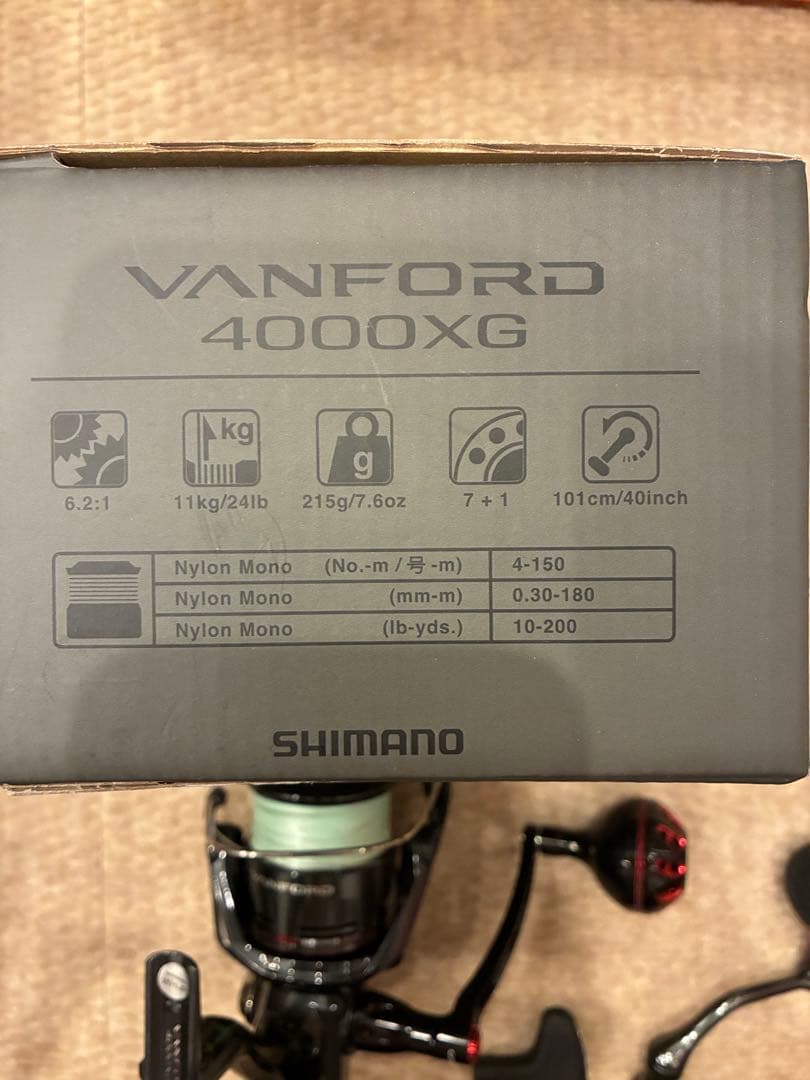 VANFORD
4000XG
kg
g
6.2:1 11kg/24lb 215g/7.6oz 7 + 1 101cm/40inch
Nylon Mono (No.-m / 号 -m) 4-150
Nylon Mono (mm-m) 0.30-180
Nylon Mono (lb-yds.) 10-200
SHIMANO
VANFORD